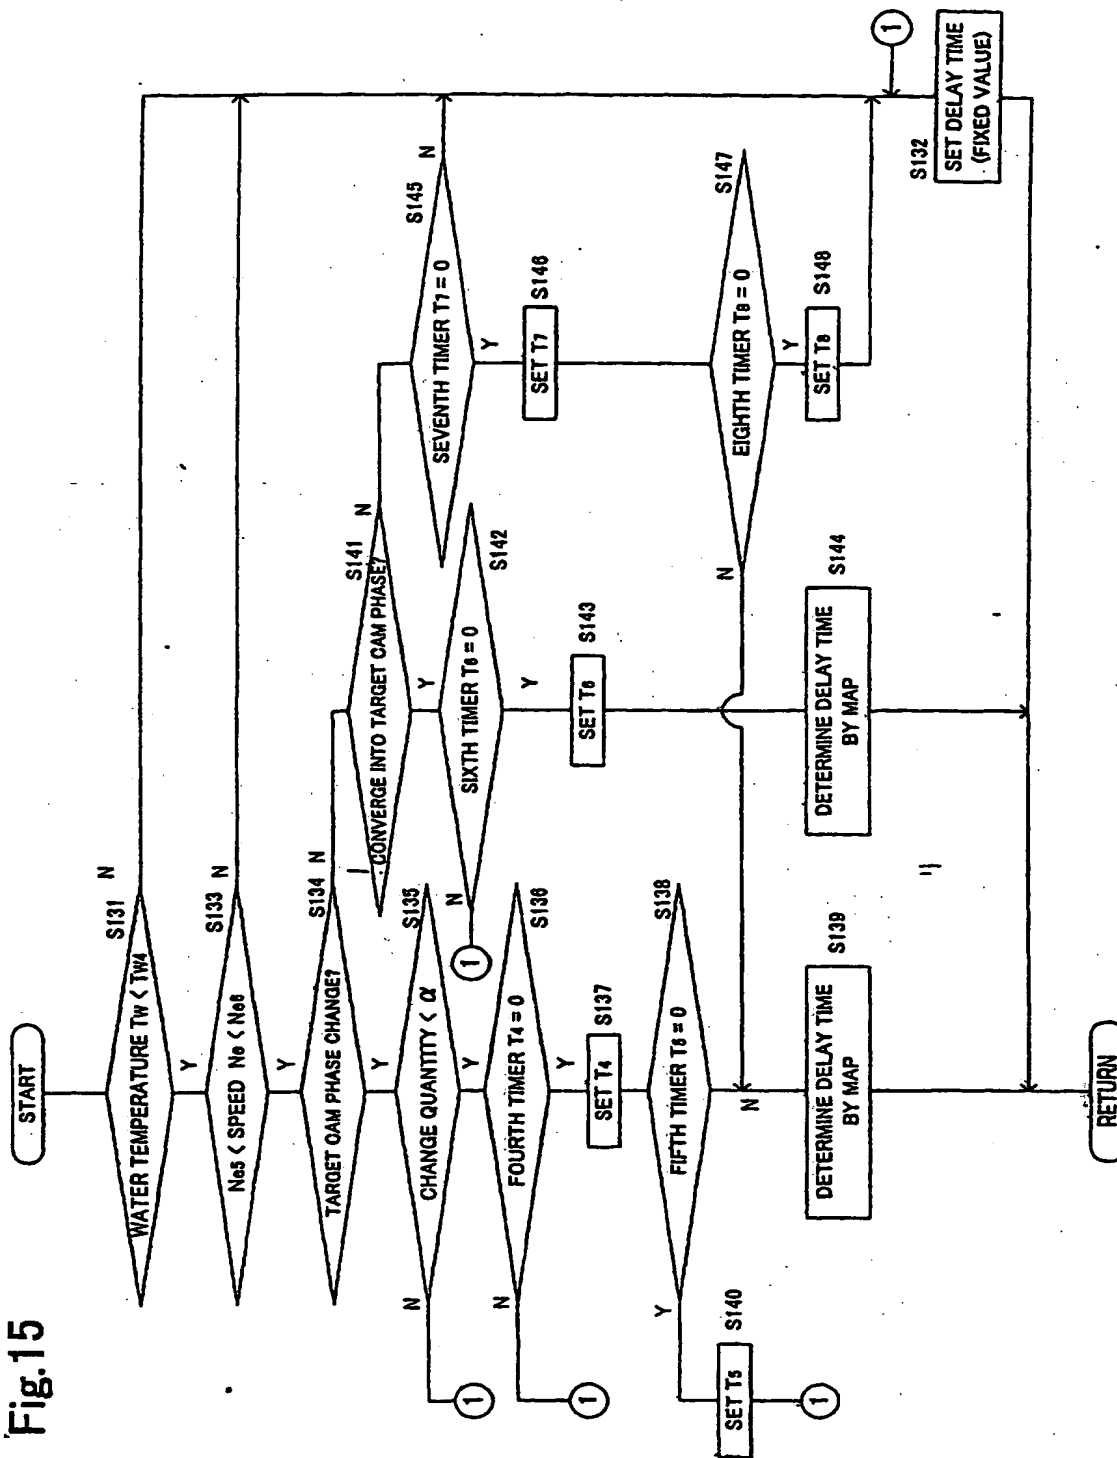 Fig.15
START
WATER TEMPERATURE Tw < Tw4
S131
N
Y
Ne5 < SPEED Ne < Ne6
S133
N
Y
TARGET CAM PHASE CHANGE?
S134
N
Y
CHANGE QUANTITY < α
S135
N
1
Y
FOURTH TIMER T4 = 0
S136
N
1
Y
SET T4
S137
FIFTH TIMER T5 = 0
S138
Y
N
SET T5
S140
1
DETERMINE DELAY TIME
BY MAP
S139
CONVERGE INTO TARGET CAM PHASE?
S141
N
Y
SIXTH TIMER T6 = 0
S142
N
1
Y
SET T6
S143
DETERMINE DELAY TIME
BY MAP
S144
SEVENTH TIMER T7 = 0
S145
N
Y
SET T7
S146
EIGHTH TIMER T8 = 0
S147
N
Y
SET T8
S148
1
S132
SET DELAY TIME
(FIXED VALUE)
RETURN